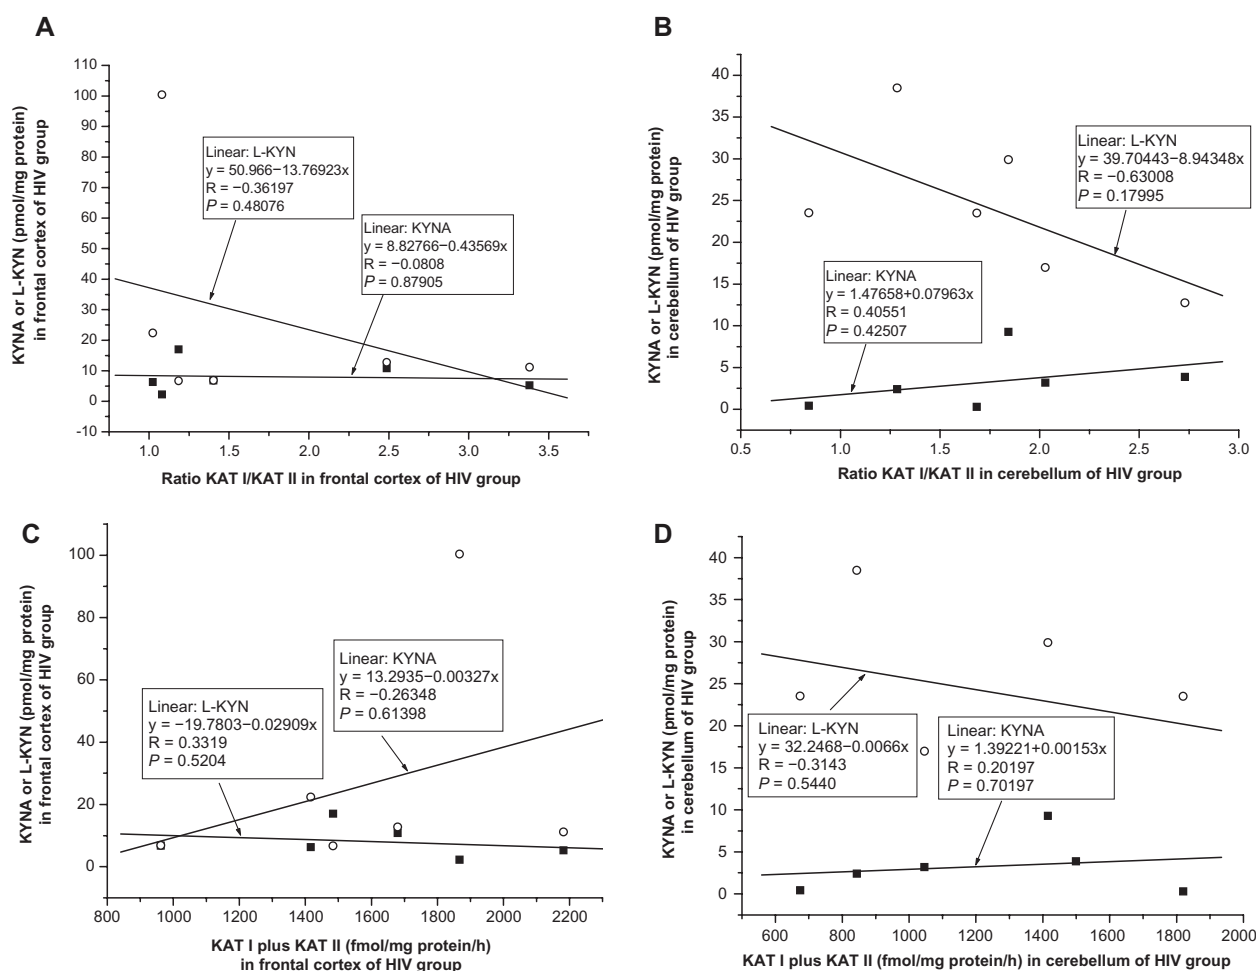 A
KYNA or L-KYN (pmol/mg protein)
in frontal cortex of HIV group
110
100
90
80
70
60
50
40
30
20
10
0
-10
Linear: L-KYN
y = 50.966−13.76923x
R = −0.36197
P = 0.48076
Linear: KYNA
y = 8.82766−0.43569x
R = −0.0808
P = 0.87905
1.0 1.5 2.0 2.5 3.0 3.5
Ratio KAT I/KAT II in frontal cortex of HIV group
B
KYNA or L-KYN (pmol/mg protein)
in cerebellum of HIV group
40
35
30
25
20
15
10
5
0
Linear: L-KYN
y = 39.70443−8.94348x
R = −0.63008
P = 0.17995
Linear: KYNA
y = 1.47658+0.07963x
R = 0.40551
P = 0.42507
0.5 1.0 1.5 2.0 2.5 3.0
Ratio KAT I/KAT II in cerebellum of HIV group
C
KYNA or L-KYN (pmol/mg protein)
in frontal cortex of HIV group
100
80
60
40
20
0
Linear: KYNA
y = 13.2935−0.00327x
R = −0.26348
P = 0.61398
Linear: L-KYN
y = −19.7803−0.02909x
R = 0.3319
P = 0.5204
800 1000 1200 1400 1600 1800 2000 2200
KAT I plus KAT II (fmol/mg protein/h)
in frontal cortex of HIV group
D
KYNA or L-KYN (pmol/mg protein)
in cerebellum of HIV group
40
35
30
25
20
15
10
5
0
Linear: L-KYN
y = 32.2468−0.0066x
R = −0.3143
P = 0.5440
Linear: KYNA
y = 1.39221+0.00153x
R = 0.20197
P = 0.70197
600 800 1000 1200 1400 1600 1800 2000
KAT I plus KAT II (fmol/mg protein/h) in cerebellum of HIV group